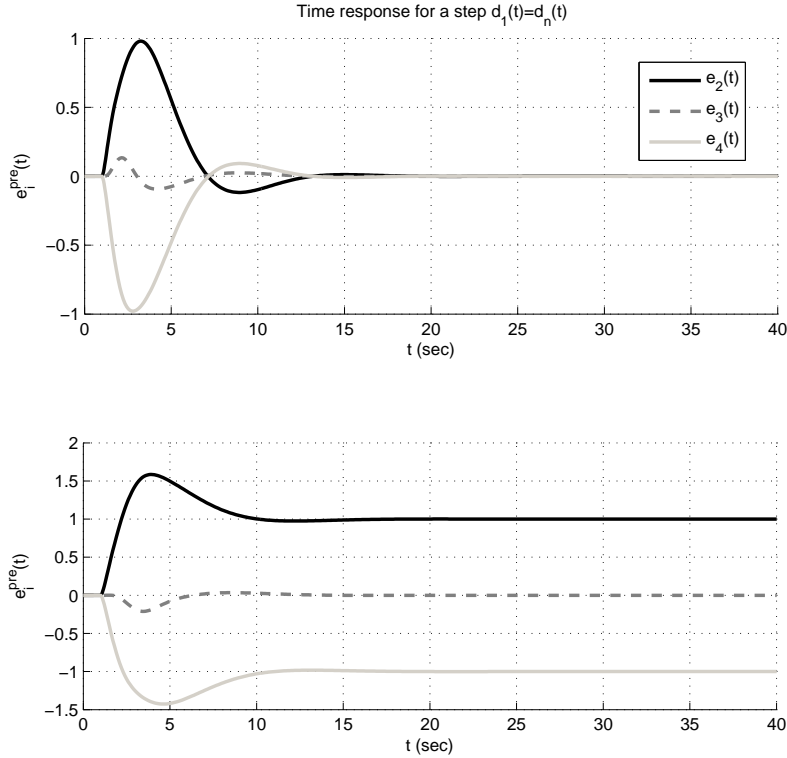 Time response for a step d_1(t)=d_n(t)
1
0.5
0
−0.5
−1
e_i^pre(t)
e_2(t)
e_3(t)
e_4(t)
0 5 10 15 20 25 30 35 40
t (sec)
2
1.5
1
0.5
0
−0.5
−1
−1.5
e_i^pre(t)
0 5 10 15 20 25 30 35 40
t (sec)